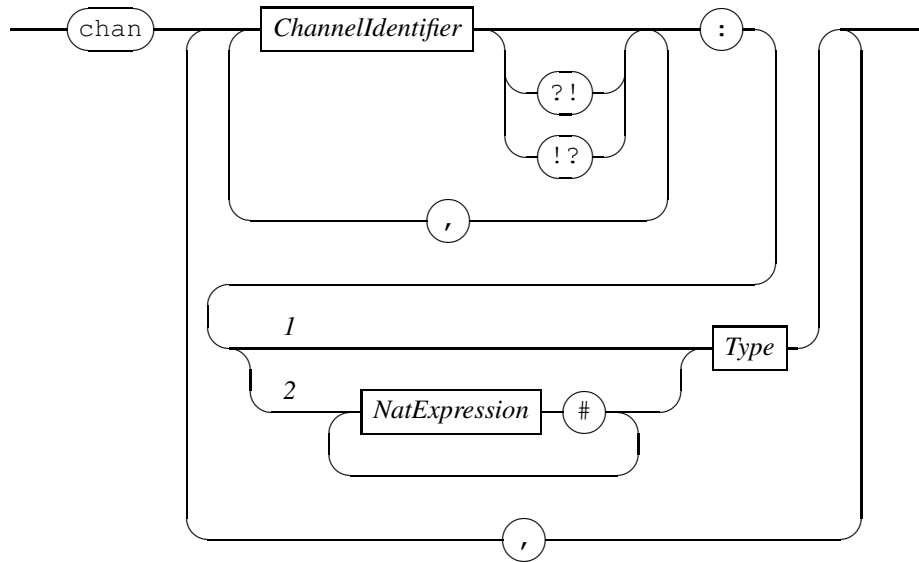 chan ChannelIdentifier :
?!
!?
,
1
Type
2
NatExpression #
,